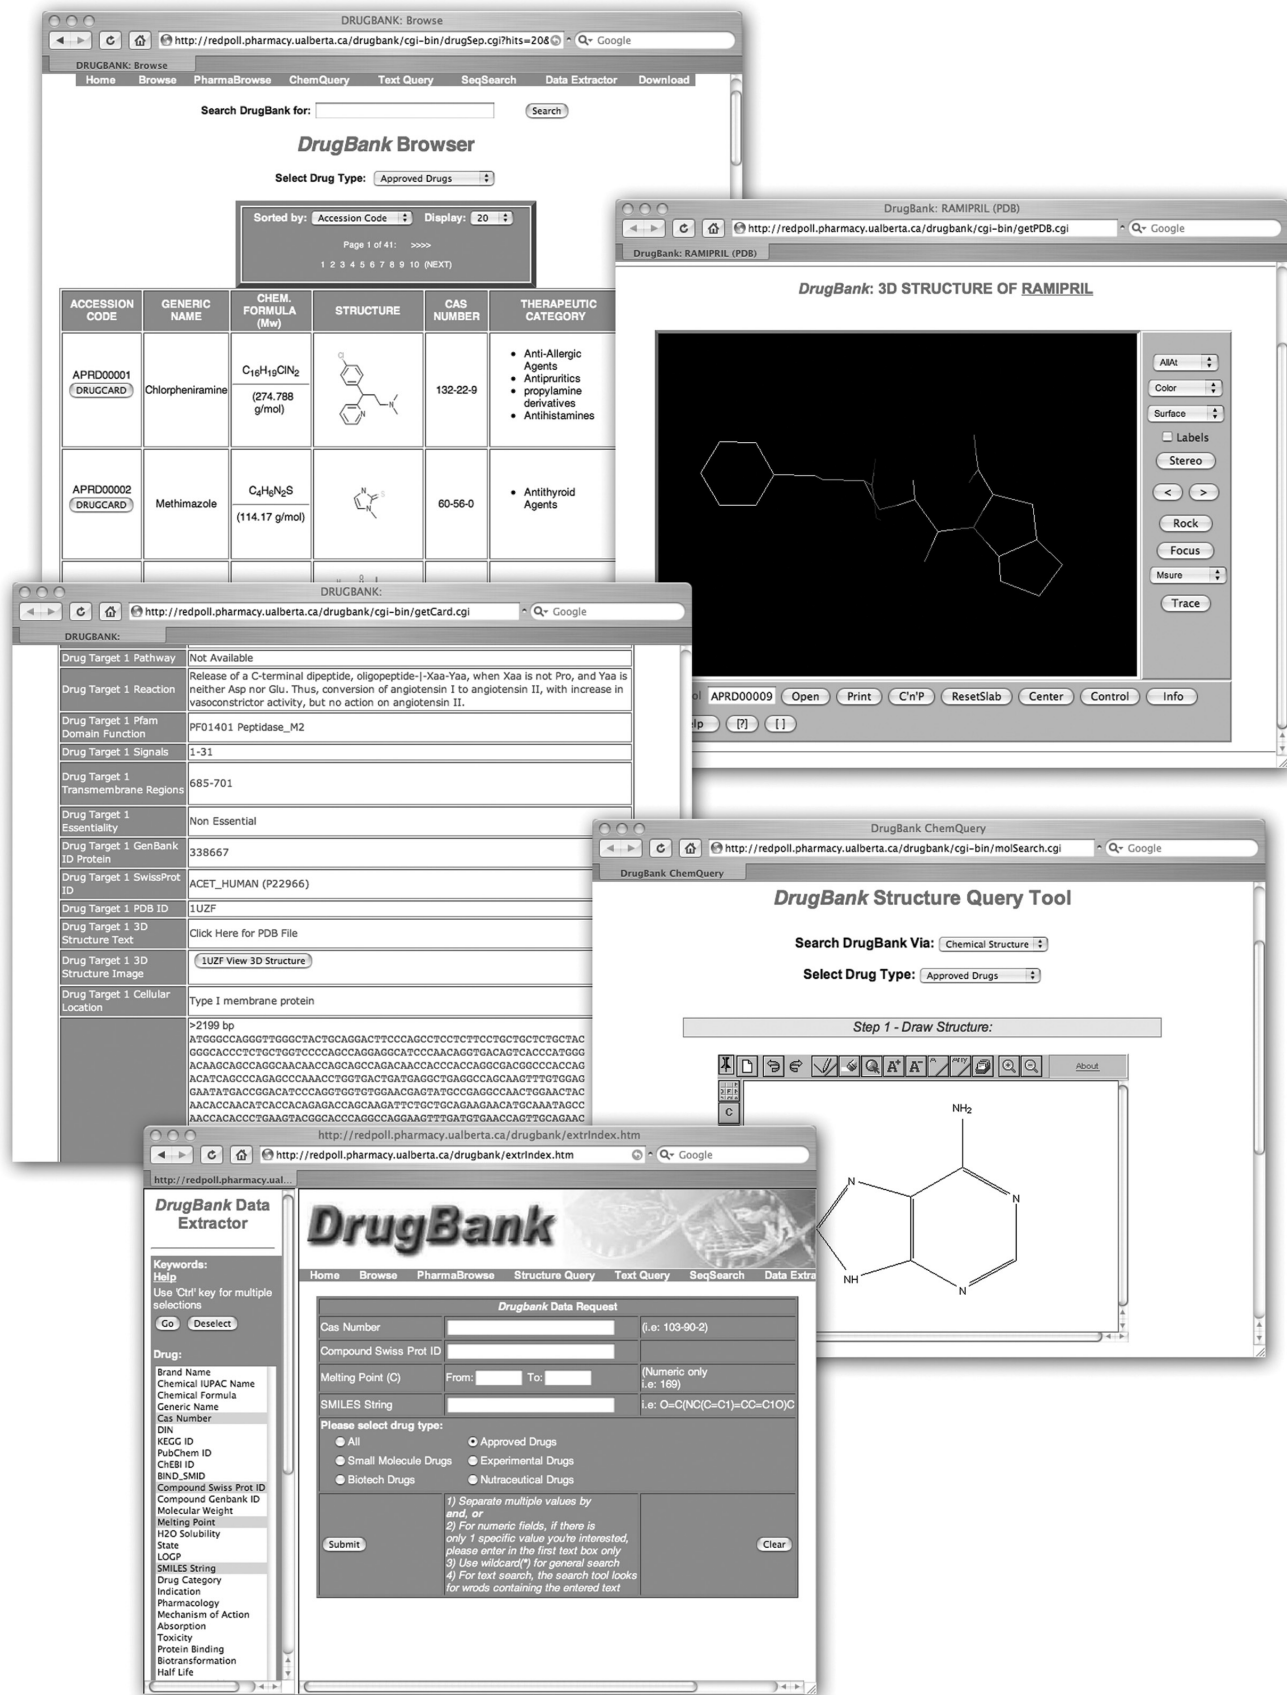 DRUGBANK: Browse
http://redpoll.pharmacy.ualberta.ca/drugbank/cgi-bin/drugSep.cgi?hits=20&
Google
DRUGBANK: Browse
Home Browse PharmaBrowse ChemQuery Text Query SeqSearch Data Extractor Download
Search DrugBank for:
Search
DrugBank Browser
Select Drug Type: Approved Drugs
Sorted by: Accession Code Display: 20
Page 1 of 41: >>>>
1 2 3 4 5 6 7 8 9 10 (NEXT)
ACCESSION CODE
GENERIC NAME
CHEM. FORMULA (Mw)
STRUCTURE
CAS NUMBER
THERAPEUTIC CATEGORY
APRD00001
DRUGCARD
Chlorpheniramine
C16H19ClN2
(274.788 g/mol)
Cl
N
N
132-22-9
• Anti-Allergic Agents
• Antipruritics
• propylamine derivatives
• Antihistamines
APRD00002
DRUGCARD
Methimazole
C4H6N2S
(114.17 g/mol)
N
N
S
60-56-0
• Antithyroid Agents
DrugBank: RAMIPRIL (PDB)
http://redpoll.pharmacy.ualberta.ca/drugbank/cgi-bin/getPDB.cgi
Google
DrugBank: RAMIPRIL (PDB)
DrugBank: 3D STRUCTURE OF RAMIPRIL
AllAt
Color
Surface
Labels
Stereo
< >
Rock
Focus
Msure
Trace
ol APRD00009 Open Print C'n'P ResetSlab Center Control Info
lp [?] [ ]
DRUGBANK:
http://redpoll.pharmacy.ualberta.ca/drugbank/cgi-bin/getCard.cgi
Google
DRUGBANK:
Drug Target 1 Pathway
Not Available
Drug Target 1 Reaction
Release of a C-terminal dipeptide, oligopeptide-|-Xaa-Yaa, when Xaa is not Pro, and Yaa is
neither Asp nor Glu. Thus, conversion of angiotensin I to angiotensin II, with increase in
vasoconstrictor activity, but no action on angiotensin II.
Drug Target 1 Pfam
Domain Function
PF01401 Peptidase_M2
Drug Target 1 Signals
1-31
Drug Target 1
Transmembrane Regions
685-701
Drug Target 1
Essentiality
Non Essential
Drug Target 1 GenBank
ID Protein
338667
Drug Target 1 SwissProt
ID
ACET_HUMAN (P22966)
Drug Target 1 PDB ID
1UZF
Drug Target 1 3D
Structure Text
Click Here for PDB File
Drug Target 1 3D
Structure Image
1UZF View 3D Structure
Drug Target 1 Cellular
Location
Type I membrane protein
>2199 bp
ATGGGCCAGGGTTGGGCTACTGCAGGACTTCCCAGCCTCCTCTTCCTGCTGCTCTGCTAC
GGGCACCCTCTGCTGGTCCCCAGCCAGGAGGCATCCCAACAGGTGACAGTCACCCATGGG
ACAAGCAGCCAGGCAACAACCAGCAGCCAGACAACCACCCACCAGGCGACGGCCCACCAG
ACATCAGCCCAGAGCCCAAACCTGGTGACTGATGAGGCTGAGGCCAGCAAGTTTGTGGAG
GAATATGACCGGACATCCCAGGTGGTGTGGAACGAGTATGCCGAGGCCAACTGGAACTAC
AACACCAACATCACCACAGAGACCAGCAAGATTCTGCTGCAGAAGAACATGCAAATAGCC
AACCACACCCTGAAGTACGGCACCCAGGCCAGGAAGTTTGATGTGAACCAGTTGCAGAAC
DrugBank ChemQuery
http://redpoll.pharmacy.ualberta.ca/drugbank/cgi-bin/molSearch.cgi
Google
DrugBank ChemQuery
DrugBank Structure Query Tool
Search DrugBank Via: Chemical Structure
Select Drug Type: Approved Drugs
Step 1 - Draw Structure:
A+ A-
About
C
NH2
N
N
NH
N
http://redpoll.pharmacy.ualberta.ca/drugbank/extrIndex.htm
http://redpoll.pharmacy.ualberta.ca/drugbank/extrIndex.htm
Google
http://redpoll.pharmacy.ual...
DrugBank Data
Extractor
Keywords:
Help
Use 'Ctrl' key for multiple
selections
Go Deselect
Drug:
Brand Name
Chemical IUPAC Name
Chemical Formula
Generic Name
Cas Number
DIN
KEGG ID
PubChem ID
ChEBI ID
BIND_SMID
Compound Swiss Prot ID
Compound Genbank ID
Molecular Weight
Melting Point
H2O Solubility
State
LOGP
SMILES String
Drug Category
Indication
Pharmacology
Mechanism of Action
Absorption
Toxicity
Protein Binding
Biotransformation
Half Life
DrugBank
Home Browse PharmaBrowse Structure Query Text Query SeqSearch Data Extra
Drugbank Data Request
Cas Number
(i.e: 103-90-2)
Compound Swiss Prot ID
Melting Point (C)
From: To:
(Numeric only
i.e: 169)
SMILES String
i.e: O=C(NC(C=C1)=CC=C1O)C
Please select drug type:
All Approved Drugs
Small Molecule Drugs Experimental Drugs
Biotech Drugs Nutraceutical Drugs
Submit
1) Separate multiple values by
and, or
2) For numeric fields, if there is
only 1 specific value you're interested,
please enter in the first text box only
3) Use wildcard(*) for general search
4) For text search, the search tool looks
for wrods containing the entered text
Clear